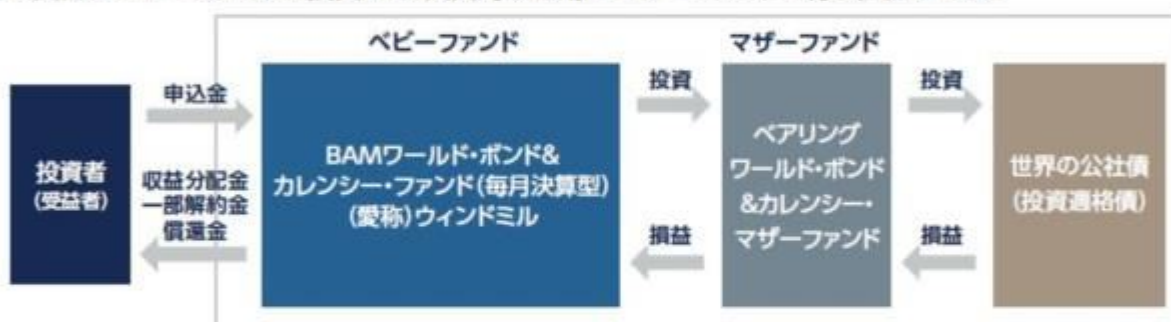 ベビーファンド
マザーファンド
投資者
(受益者)
申込金
収益分配金
一部解約金
償還金
BAMワールド・ボンド&
カレンシー・ファンド(毎月決算型)
(愛称)ウィンドミル
投資
損益
ベアリング
ワールド・ボンド
&カレンシー・
マザーファンド
投資
損益
世界の公社債
(投資適格債)